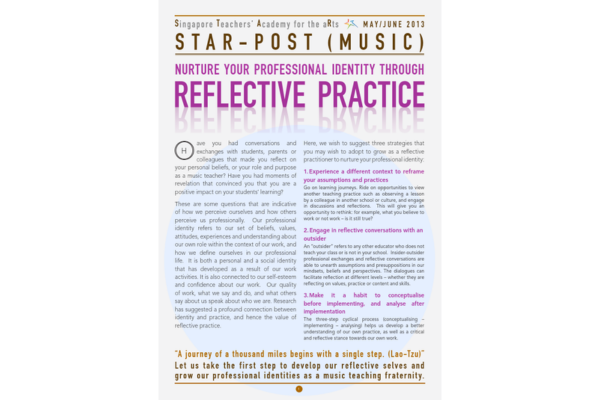 Singapore Teachers' Academy for the aRts MAY/JUNE 2013
STAR-POST (MUSIC)
NURTURE YOUR PROFESSIONAL IDENTITY THROUGH
REFLECTIVE PRACTICE
Have you had conversations and
exchanges with students, parents or
colleagues that made you reflect on
your personal beliefs, or your role and purpose
as a music teacher? Have you had moments of
revelation that convinced you that you are a
positive impact on your students' learning?
These are some questions that are indicative
of how we perceive ourselves and how others
perceive us professionally. Our professional
identity refers to our set of beliefs, values,
attitudes, experiences and understanding about
our own role within the context of our work, and
how we define ourselves in our professional
life. It is both a personal and a social identity
that has developed as a result of our work
activities. It is also connected to our self-esteem
and confidence about our work. Our quality
of work, what we say and do, and what others
say about us speak about who we are. Research
has suggested a profound connection between
identity and practice, and hence the value of
reflective practice.
Here, we wish to suggest three strategies that
you may wish to adopt to grow as a reflective
practitioner to nurture your professional identity:
1.Experience a different context to reframe
your assumptions and practices
Go on learning journeys. Ride on opportunities to view
another teaching practice such as observing a lesson
by a colleague in another school or culture, and engage
in discussions and reflections. This will give you an
opportunity to rethink: for example, what you believe to
work or not work – is it still true?
2.Engage in reflective conversations with an
outsider
An "outsider" refers to any other educator who does not
teach your class or is not in your school. Insider-outsider
professional exchanges and reflective conversations are
able to unearth assumptions and presuppositions in our
mindsets, beliefs and perspectives. The dialogues can
facilitate reflection at different levels – whether they are
reflecting on values, practice or content and skills.
3.Make it a habit to conceptualise
before implementing, and analyse after
implementation
The three-step cyclical process (conceptualising –
implementing – analysing) helps us develop a better
understanding of our own practice, as well as a critical
and reflective stance towards our own work.
"A journey of a thousand miles begins with a single step. (Lao-Tzu)"
Let us take the first step to develop our reflective selves and
grow our professional identities as a music teaching fraternity.